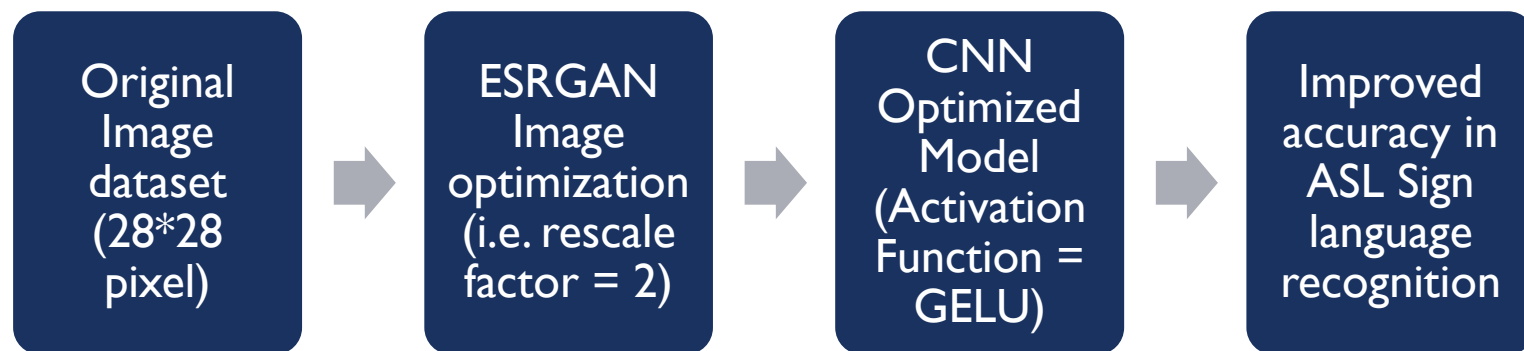 Original
Image
dataset
(28*28
pixel)
ESRGAN
Image
optimization
(i.e. rescale
factor = 2)
CNN
Optimized
Model
(Activation
Function =
GELU)
Improved
accuracy in
ASL Sign
language
recognition